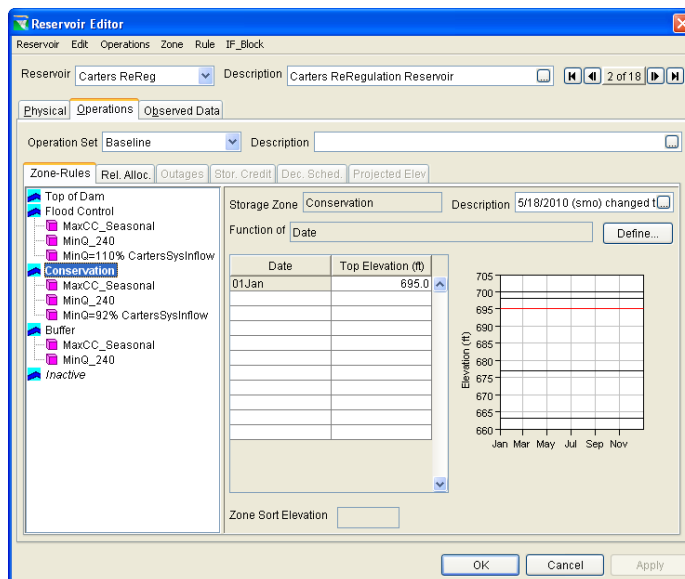 Reservoir Editor
Reservoir Edit Operations Zone Rule IF_Block
Reservoir Carters ReReg Description Carters ReRegulation Reservoir ... 2 of 18
Physical Operations Observed Data
Operation Set Baseline Description ...
Zone-Rules Rel. Alloc. Outages Stor. Credit Dec. Sched. Projected Elev
Top of Dam
Flood Control
MaxCC_Seasonal
MinQ_240
MinQ=110% CartersSysInflow
Conservation
MaxCC_Seasonal
MinQ_240
MinQ=92% CartersSysInflow
Buffer
MaxCC_Seasonal
MinQ_240
Inactive
Storage Zone Conservation Description 5/18/2010 (smo) changed t ...
Function of Date Define...
Date Top Elevation (ft)
01Jan 695.0
Elevation (ft)
705
700
695
690
685
680
675
670
665
660
Jan Mar May Jul Sep Nov
Zone Sort Elevation
OK Cancel Apply